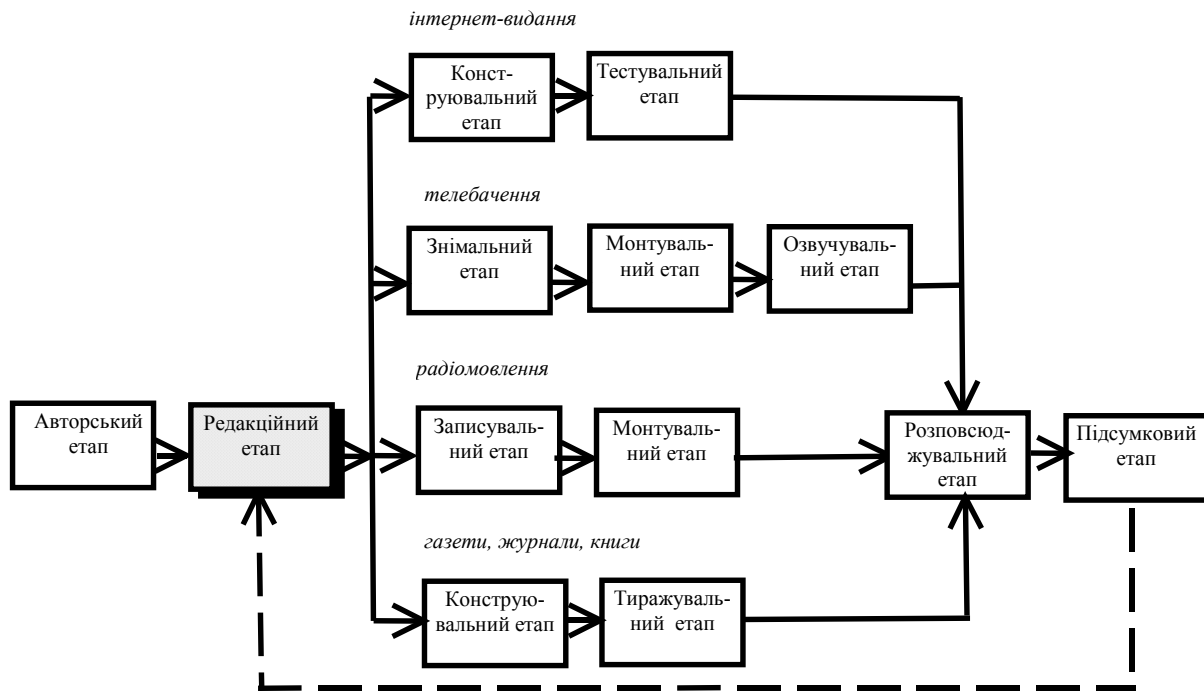 інтернет-видання
Конст-
руювальний
етап
Тестувальний
етап
телебачення
Знімальний
етап
Монтуваль-
ний етап
Озвучуваль-
ний етап
радіомовлення
Авторський
етап
Редакційний
етап
Записуваль-
ний етап
Монтуваль-
ний етап
Розповсюд-
жувальний
етап
Підсумковий
етап
газети, журнали, книги
Конструю-
вальний етап
Тиражуваль-
ний етап